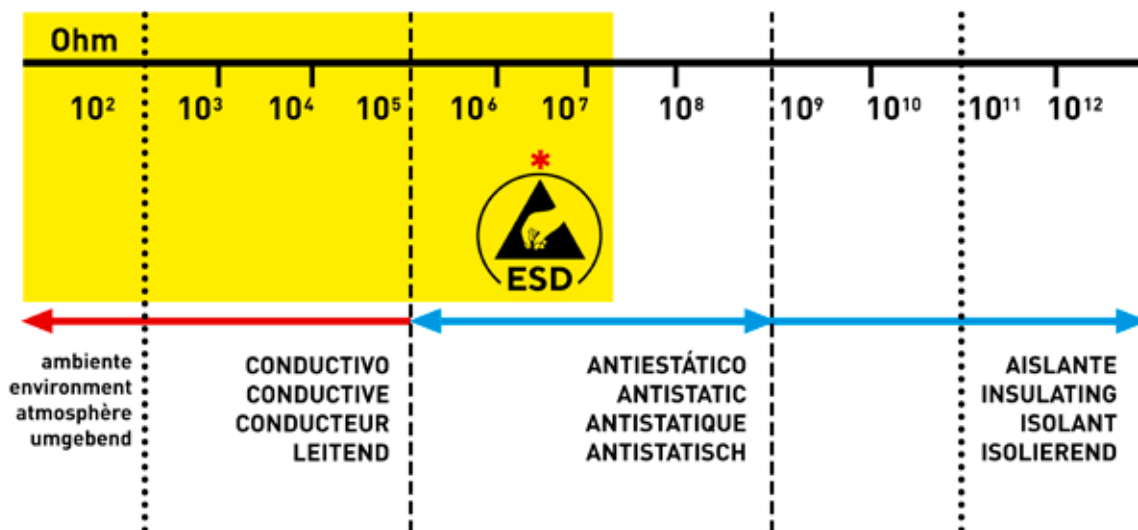 Ohm
10² 10³ 10⁴ 10⁵ 10⁶ 10⁷ 10⁸ 10⁹ 10¹⁰ 10¹¹ 10¹²
*
ESD
ambiente
environment
atmosphère
umgebend
CONDUCTIVO
CONDUCTIVE
CONDUCTEUR
LEITEND
ANTIESTÁTICO
ANTISTATIC
ANTISTATIQUE
ANTISTATISCH
AISLANTE
INSULATING
ISOLANT
ISOLIEREND